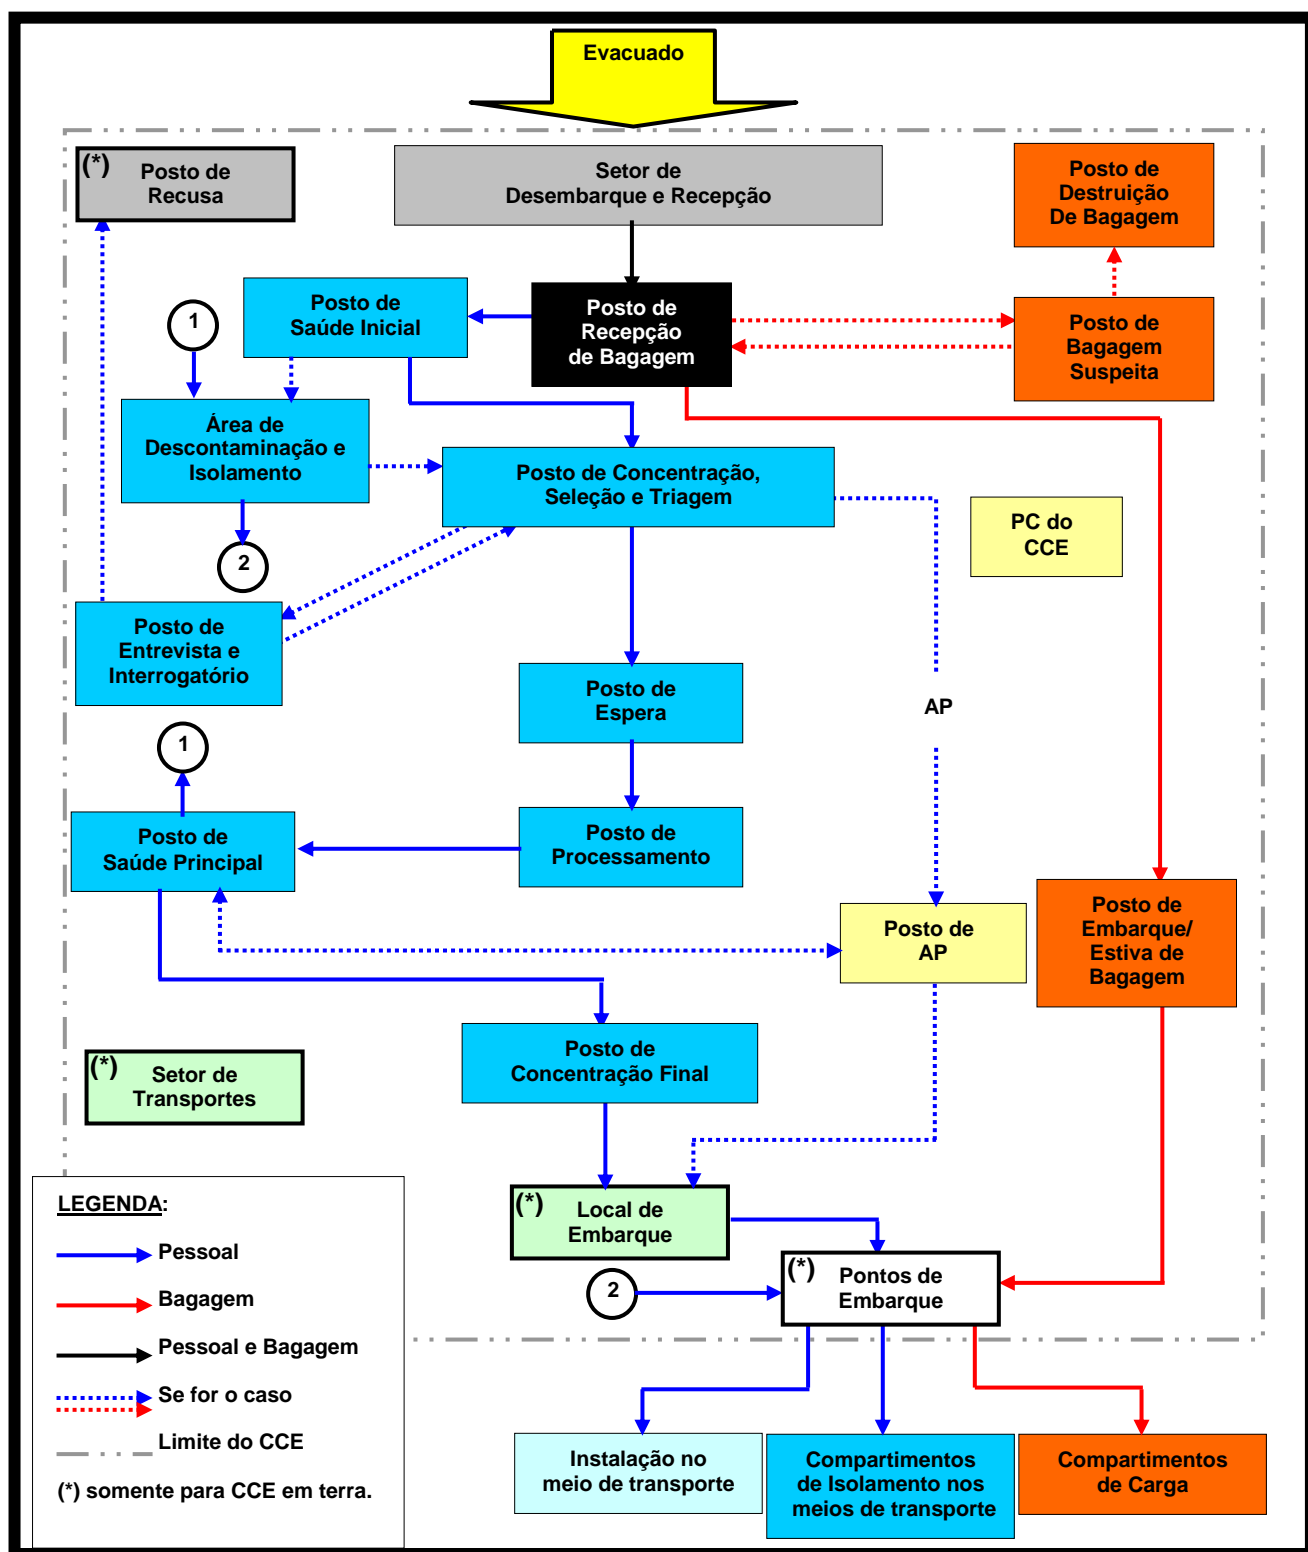 Evacuado
(*)
Posto de
Recusa
Setor de
Desembarque e Recepção
Posto de
Destruição
De Bagagem
Posto de
Saúde Inicial
Posto de
Recepção
de Bagagem
Posto de
Bagagem
Suspeita
1
Área de
Descontaminação e
Isolamento
Posto de Concentração,
Seleção e Triagem
PC do
CCE
2
Posto de
Entrevista e
Interrogatório
Posto de
Espera
AP
1
Posto de
Saúde Principal
Posto de
Processamento
Posto de
AP
Posto de
Embarque/
Estiva de
Bagagem
Posto de
Concentração Final
(*)
Setor de
Transportes
(*)
Local de
Embarque
2
(*)
Pontos de
Embarque
LEGENDA:
Pessoal
Bagagem
Pessoal e Bagagem
Se for o caso
Limite do CCE
(*) somente para CCE em terra.
Instalação no
meio de transporte
Compartimentos
de Isolamento nos
meios de transporte
Compartimentos
de Carga